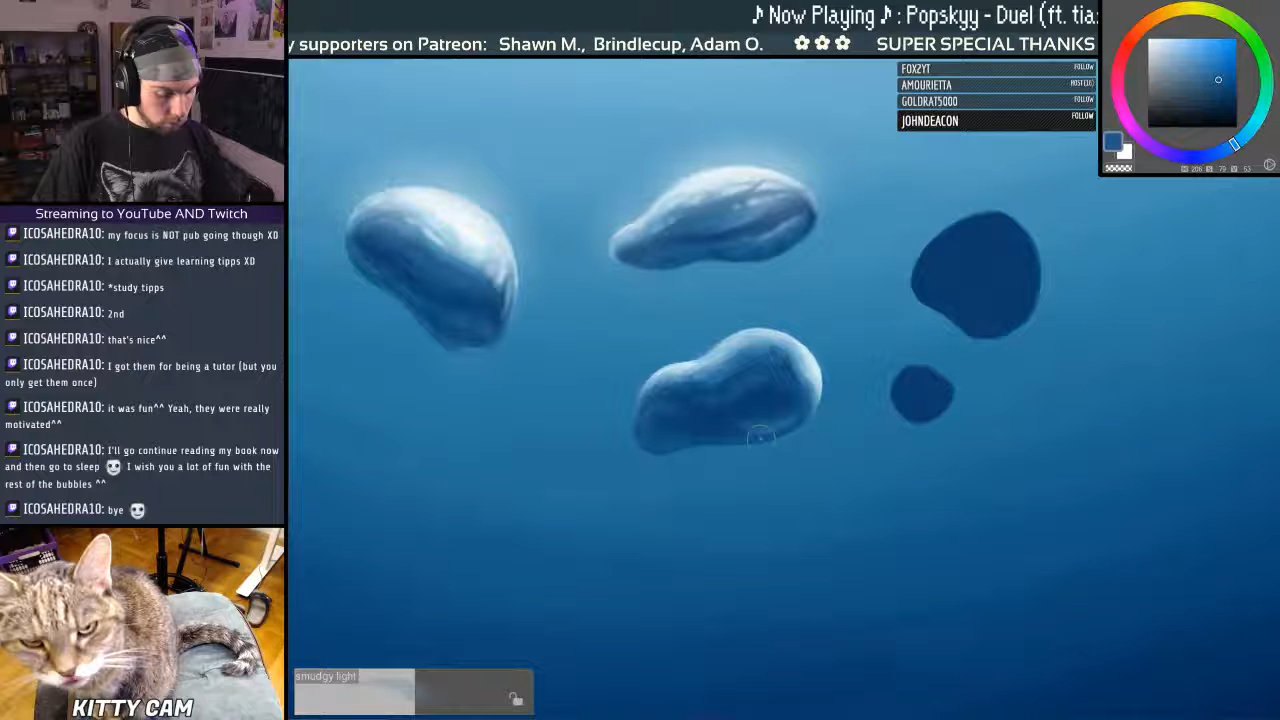 ♪ Now Playing ♪ : Popskyy - Duel (ft. tia
y supporters on Patreon: Shawn M., Brindlecup, Adam O. ✿ ✿ ✿ SUPER SPECIAL THANKS
FOXZYT FOLLOW
AMOURIETTA HOST(16)
GOLDRAT5000 FOLLOW
JOHNDEACON FOLLOW
Streaming to YouTube AND Twitch
ICOSAHEDRA10: my focus is NOT pub going though XD
ICOSAHEDRA10: I actually give learning tipps XD
ICOSAHEDRA10: *study tipps
ICOSAHEDRA10: 2nd
ICOSAHEDRA10: that's nice^^
ICOSAHEDRA10: I got them for being a tutor (but you
only get them once)
ICOSAHEDRA10: it was fun^^ Yeah, they were really
motivated^^
ICOSAHEDRA10: I'll go continue reading my book now
and then go to sleep I wish you a lot of fun with the
rest of the bubbles ^^
ICOSAHEDRA10: bye
smudgy light
KITTY CAM